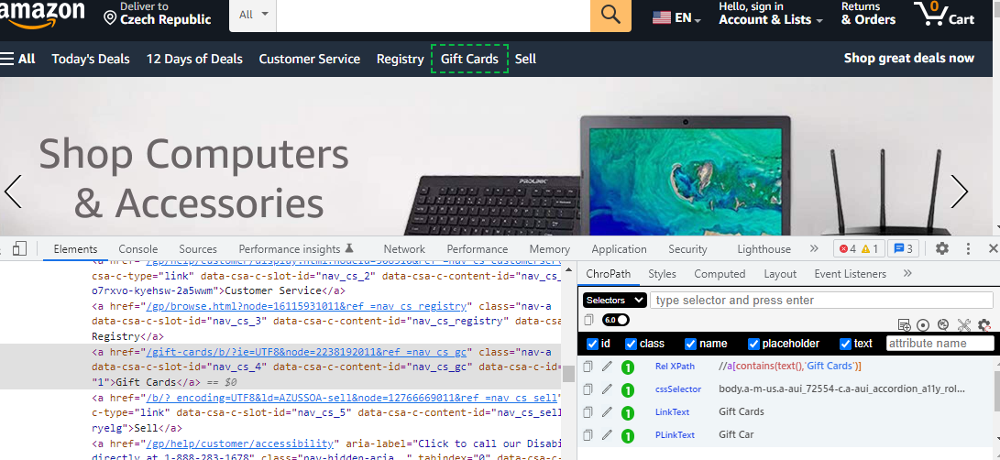 amazon
Deliver to
Czech Republic
All
EN
Hello, sign in
Account & Lists
Returns
& Orders
0
Cart
All
Today's Deals
12 Days of Deals
Customer Service
Registry
Gift Cards
Sell
Shop great deals now
Shop Computers
& Accessories
PROLINK
Elements
Console
Sources
Performance insights
Network
Performance
Memory
Application
Security
Lighthouse
»
4
1
3
csa-c-type="link" data-csa-c-slot-id="nav_cs_2" data-csa-c-content-id="nav_cs_
o7rxvo-kyehsw-2a5wwm">Customer Service</a>
<a href="/gp/browse.html?node=16115931011&ref_=nav_cs_registry" class="nav-a
data-csa-c-slot-id="nav_cs_3" data-csa-c-content-id="nav_cs_registry" data-csa
Registry</a>
<a href="/gift-cards/b/?ie=UTF8&node=2238192011&ref_=nav_cs_gc" class="nav-a
data-csa-c-slot-id="nav_cs_4" data-csa-c-content-id="nav_cs_gc" data-csa-c-id=
"1">Gift Cards</a> == $0
<a href="/b/?_encoding=UTF8&ld=AZUSSOA-sell&node=12766669011&ref_=nav_cs_sell"
c-type="link" data-csa-c-slot-id="nav_cs_5" data-csa-c-content-id="nav_cs_sell
ryelg">Sell</a>
<a href="/gp/help/customer/accessibility" aria-label="Click to call our Disabi
directly at 1-888-283-1678" class="nav-hidden-aria  " tabindex="0" data-cs
ChroPath
Styles
Computed
Layout
Event Listeners
»
Selectors
type selector and press enter
6.0
id
class
name
placeholder
text
attribute name
1
Rel XPath
//a[contains(text(),'Gift Cards')]
1
cssSelector
body.a-m-us.a-aui_72554-c.a-aui_accordion_a11y_rol...
1
LinkText
Gift Cards
1
PLinkText
Gift Car